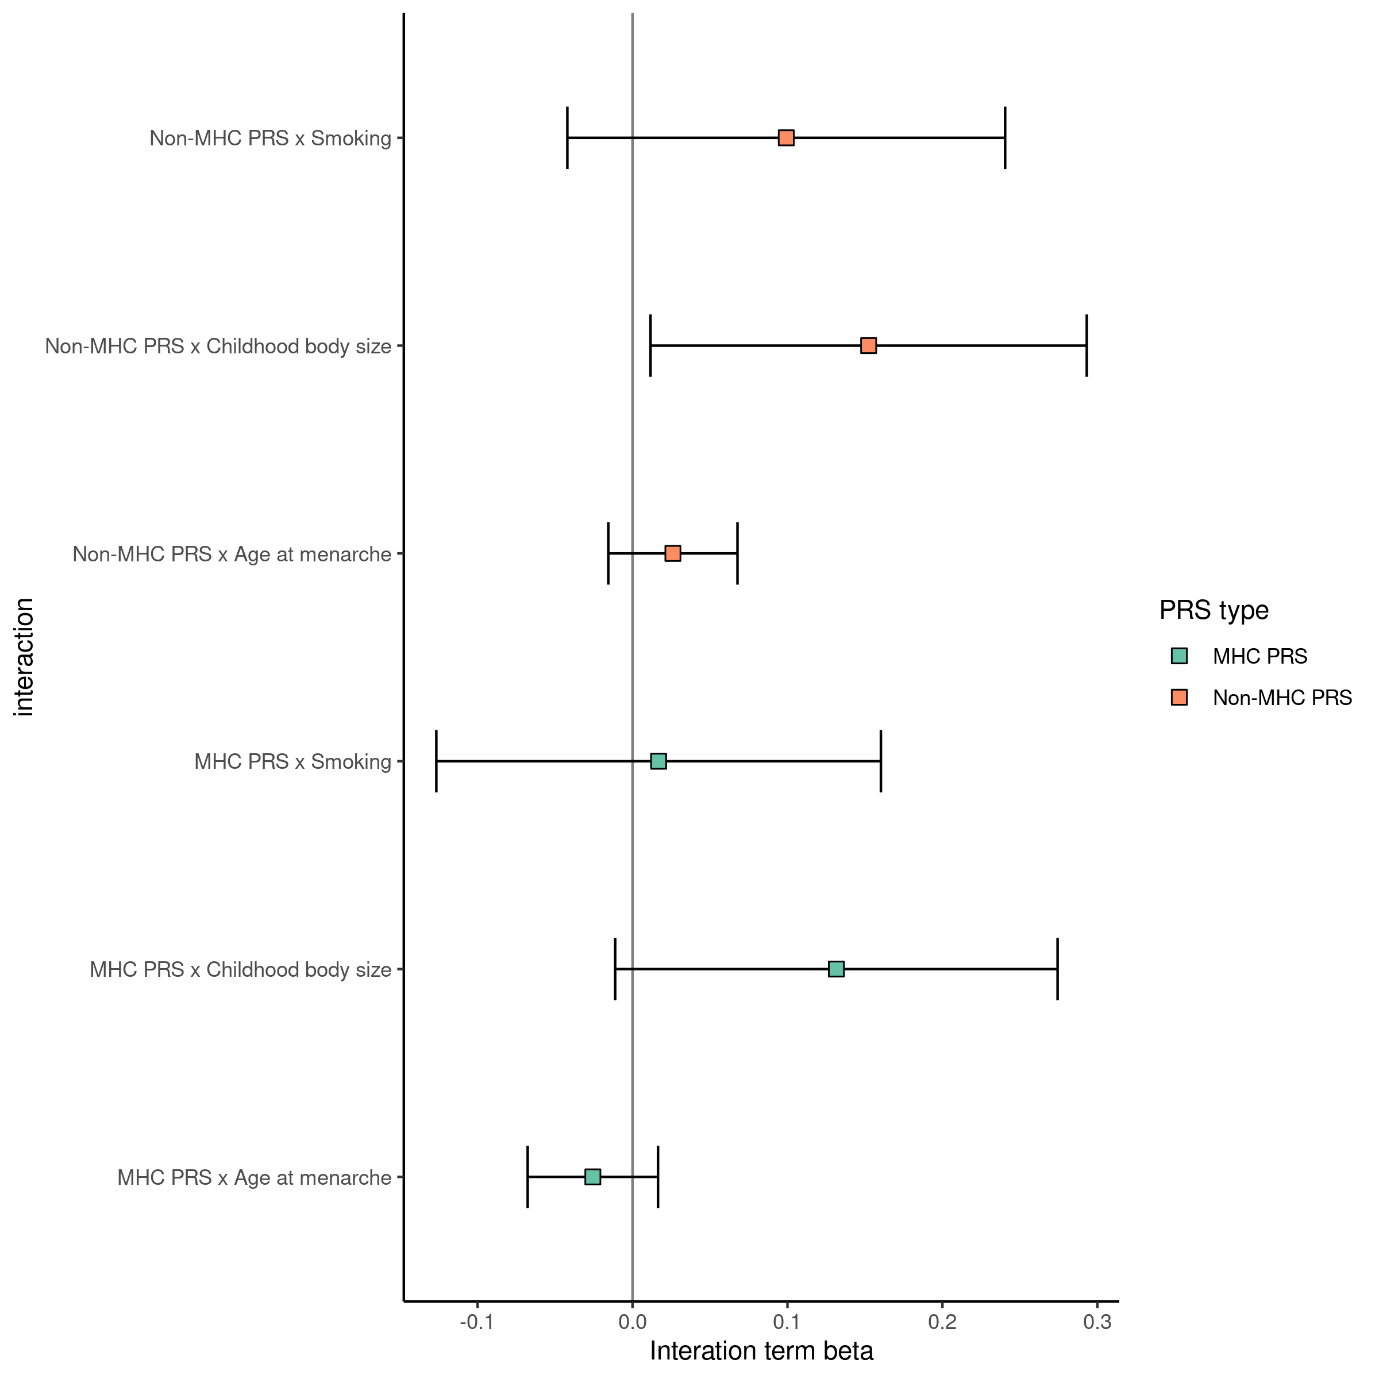 Non-MHC PRS x Smoking
Non-MHC PRS x Childhood body size
Non-MHC PRS x Age at menarche
MHC PRS x Smoking
MHC PRS x Childhood body size
MHC PRS x Age at menarche
interaction
-0.1 0.0 0.1 0.2 0.3
Interation term beta
PRS type
MHC PRS
Non-MHC PRS